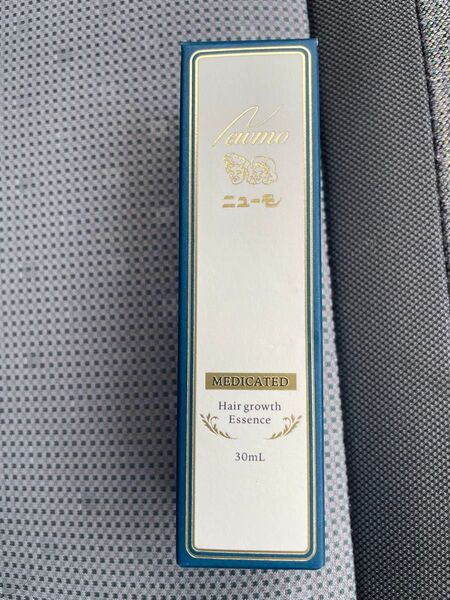 Newmo
ニューモ
MEDICATED
Hair growth
Essence
30mL